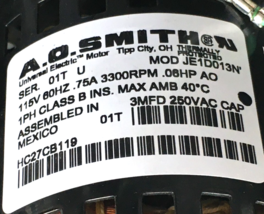 A.O.SMITH
Universal Electric™ Motor Tipp City, OH THERMALLY PROTECTED
SER. 01T U MOD JE1D013N
115V 60HZ .75A 3300RPM .06HP AO
1PH CLASS B INS. MAX AMB 40°C
ASSEMBLED IN 3MFD 250VAC CAP
MEXICO 01T
HC27CB119